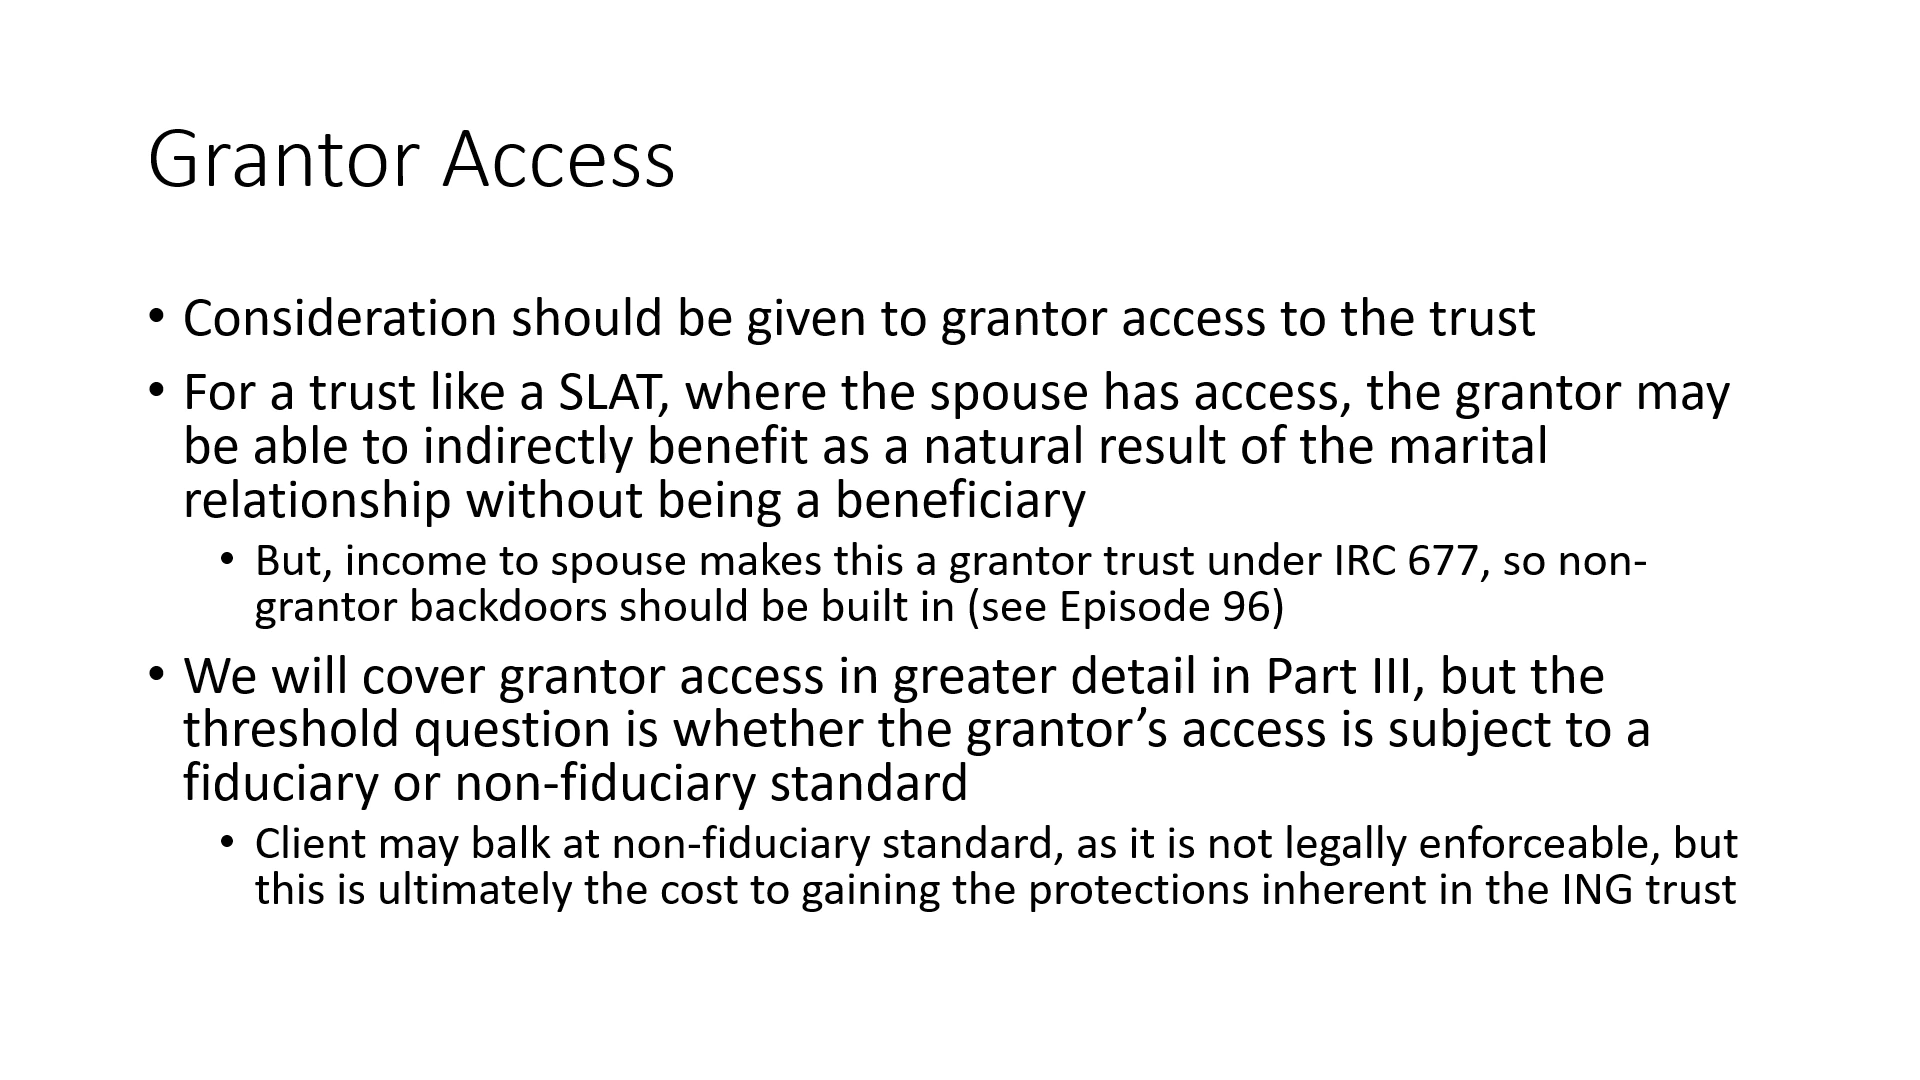 Grantor Access
• Consideration should be given to grantor access to the trust
• For a trust like a SLAT, where the spouse has access, the grantor may
be able to indirectly benefit as a natural result of the marital
relationship without being a beneficiary
• But, income to spouse makes this a grantor trust under IRC 677, so non-
grantor backdoors should be built in (see Episode 96)
• We will cover grantor access in greater detail in Part III, but the
threshold question is whether the grantor’s access is subject to a
fiduciary or non-fiduciary standard
• Client may balk at non-fiduciary standard, as it is not legally enforceable, but
this is ultimately the cost to gaining the protections inherent in the ING trust